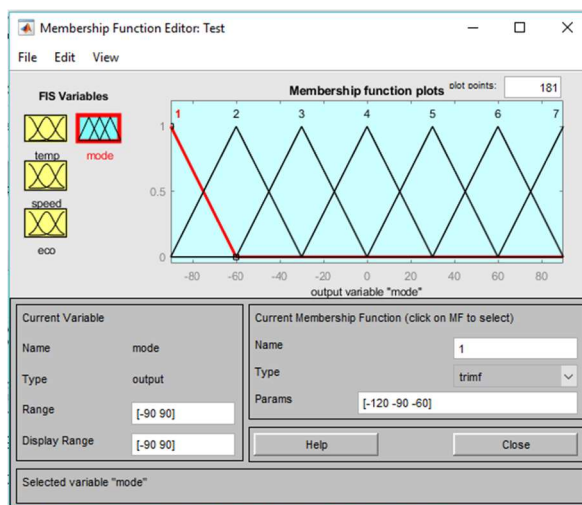 Membership Function Editor: Test
File Edit View
FIS Variables
Membership function plots plot points: 181
temp mode
speed
eco
1 2 3 4 5 6 7
1
0.5
0
-80 -60 -40 -20 0 20 40 60 80
output variable "mode"
Current Variable
Name mode
Type output
Range [-90 90]
Display Range [-90 90]
Current Membership Function (click on MF to select)
Name 1
Type trimf
Params [-120 -90 -60]
Help Close
Selected variable "mode"